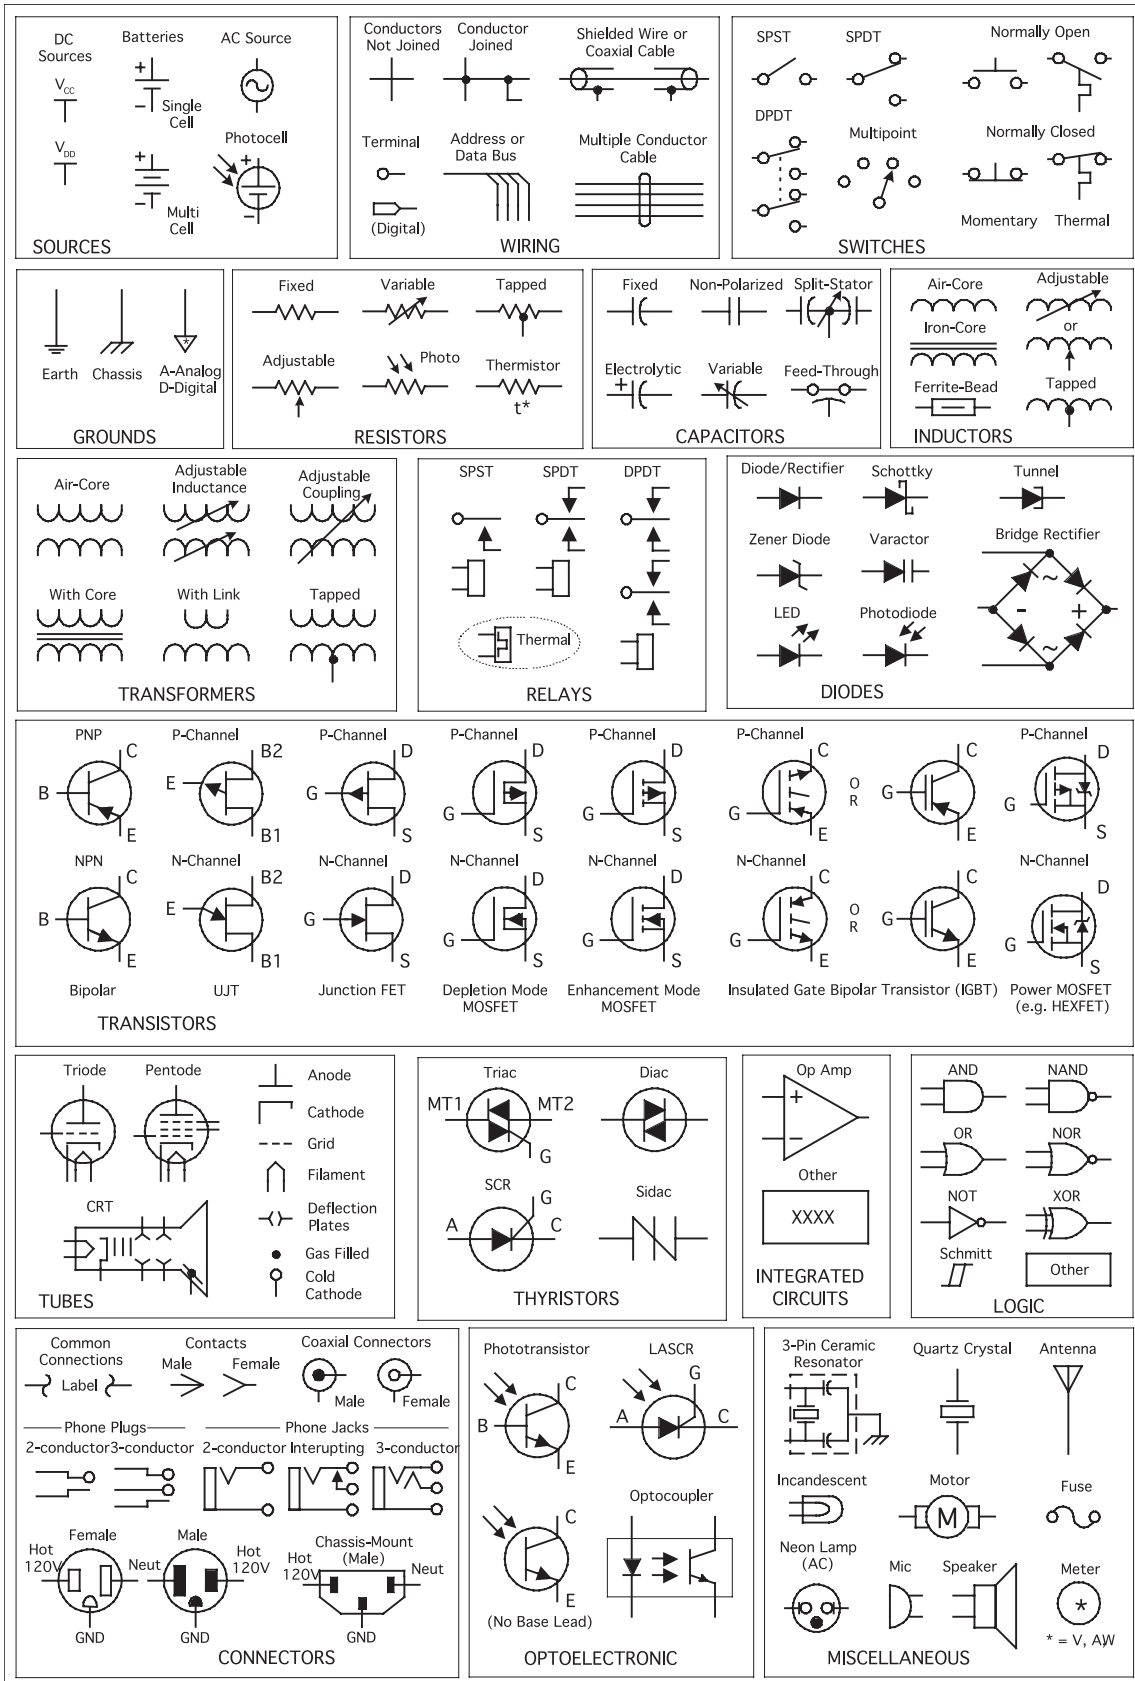 DC
Sources
Batteries
AC Source
VCC
+
−
Single
Cell
VDD
+
−
Multi
Cell
Photocell
+
−
SOURCES
Conductors
Not Joined
Conductor
Joined
Shielded Wire or
Coaxial Cable
Terminal
(Digital)
Address or
Data Bus
Multiple Conductor
Cable
WIRING
SPST
SPDT
Normally Open
DPDT
Multipoint
Normally Closed
Momentary
Thermal
SWITCHES
Earth
Chassis
*
A-Analog
D-Digital
GROUNDS
Fixed
Variable
Tapped
Adjustable
Photo
Thermistor
t*
RESISTORS
Fixed
Non-Polarized
Split-Stator
Electrolytic
+
Variable
Feed-Through
CAPACITORS
Air-Core
Adjustable
Iron-Core
or
Ferrite-Bead
Tapped
INDUCTORS
Air-Core
Adjustable
Inductance
Adjustable
Coupling
With Core
With Link
Tapped
TRANSFORMERS
SPST
SPDT
DPDT
Thermal
RELAYS
Diode/Rectifier
Schottky
Tunnel
Zener Diode
Varactor
Bridge Rectifier
~
-
+
~
LED
Photodiode
DIODES
PNP
C
B
E
P-Channel
B2
E
B1
P-Channel
D
G
S
P-Channel
D
G
S
P-Channel
D
G
S
P-Channel
C
G
E
O
R
C
G
E
P-Channel
D
G
S
NPN
C
B
E
N-Channel
B2
E
B1
N-Channel
D
G
S
N-Channel
D
G
S
N-Channel
D
G
S
N-Channel
C
G
E
O
R
C
G
E
N-Channel
D
G
S
Bipolar
UJT
Junction FET
Depletion Mode
MOSFET
Enhancement Mode
MOSFET
Insulated Gate Bipolar Transistor (IGBT)
Power MOSFET
(e.g. HEXFET)
TRANSISTORS
Triode
Pentode
Anode
Cathode
Grid
Filament
CRT
Deflection
Plates
Gas Filled
Cold
Cathode
TUBES
Triac
MT1
MT2
G
Diac
SCR
G
A
C
Sidac
THYRISTORS
Op Amp
+
−
Other
XXXX
INTEGRATED
CIRCUITS
AND
NAND
OR
NOR
NOT
XOR
Schmitt
Other
LOGIC
Common
Connections
Label
Contacts
Male
Female
Coaxial Connectors
Male
Female
Phone Plugs
2-conductor
3-conductor
Phone Jacks
2-conductor
Interupting
3-conductor
Female
Hot
120V
Neut
GND
Male
Hot
120V
GND
Chassis-Mount
(Male)
Hot
120V
Neut
GND
CONNECTORS
Phototransistor
C
B
E
LASCR
G
A
C
C
E
(No Base Lead)
Optocoupler
OPTOELECTRONIC
3-Pin Ceramic
Resonator
Quartz Crystal
Antenna
Incandescent
Motor
M
Fuse
Neon Lamp
(AC)
Mic
Speaker
Meter
*
* = V, A,W
MISCELLANEOUS